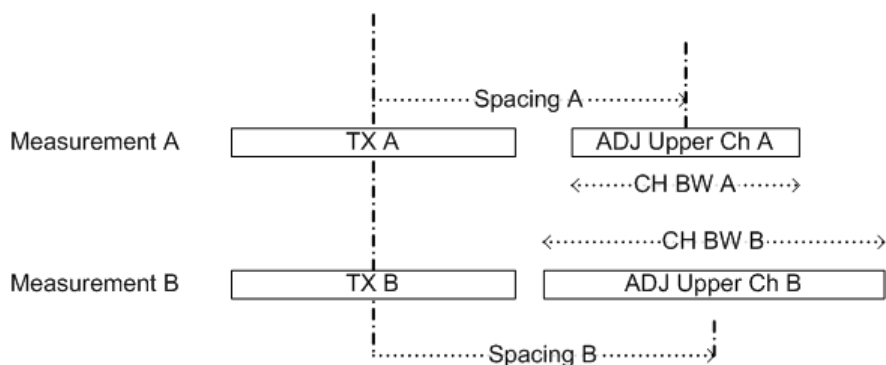 Spacing A
Measurement A TX A ADJ Upper Ch A
CH BW A
CH BW B
Measurement B TX B ADJ Upper Ch B
Spacing B